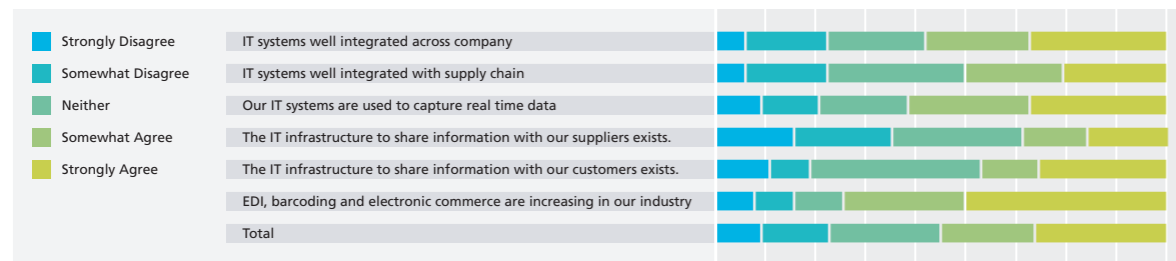 Strongly Disagree
IT systems well integrated across company
Somewhat Disagree
IT systems well integrated with supply chain
Neither
Our IT systems are used to capture real time data
Somewhat Agree
The IT infrastructure to share information with our suppliers exists.
Strongly Agree
The IT infrastructure to share information with our customers exists.
EDI, barcoding and electronic commerce are increasing in our industry
Total